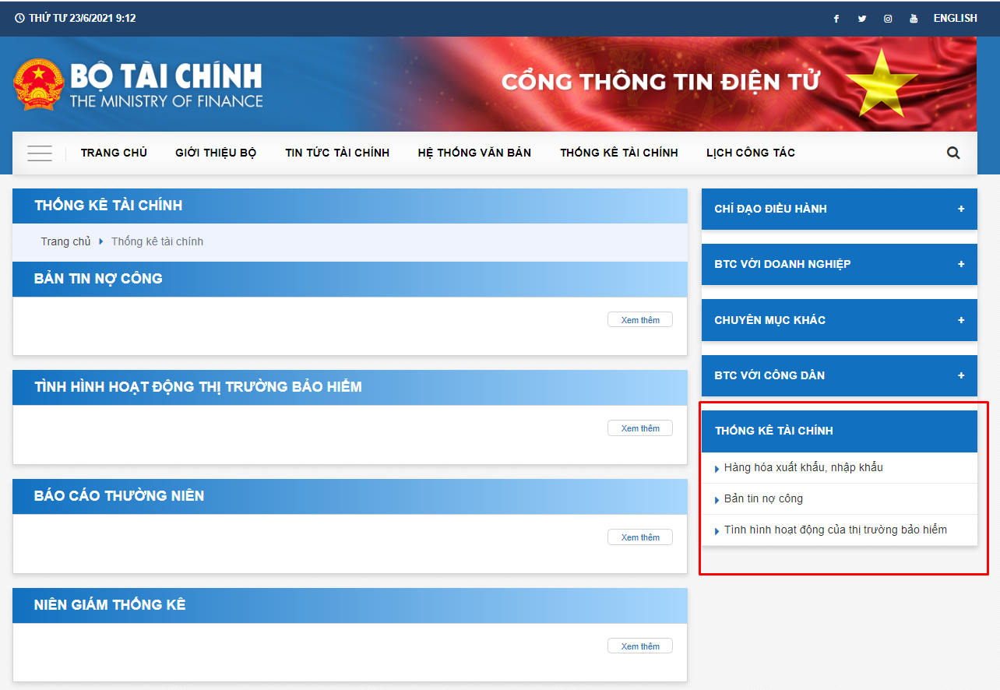 THỨ TƯ 23/6/2021 9:12
ENGLISH
BỘ TÀI CHÍNH
THE MINISTRY OF FINANCE
CỔNG THÔNG TIN ĐIỆN TỬ
TRANG CHỦ GIỚI THIỆU BỘ TIN TỨC TÀI CHÍNH HỆ THỐNG VĂN BẢN THỐNG KÊ TÀI CHÍNH LỊCH CÔNG TÁC
THỐNG KÊ TÀI CHÍNH
Trang chủ Thống kê tài chính
BẢN TIN NỢ CÔNG
Xem thêm
TÌNH HÌNH HOẠT ĐỘNG THỊ TRƯỜNG BẢO HIỂM
Xem thêm
BÁO CÁO THƯỜNG NIÊN
Xem thêm
NIÊN GIÁM THỐNG KÊ
Xem thêm
CHỈ ĐẠO ĐIỀU HÀNH +
BTC VỚI DOANH NGHIỆP +
CHUYÊN MỤC KHÁC +
BTC VỚI CÔNG DÂN +
THỐNG KÊ TÀI CHÍNH
Hàng hóa xuất khẩu, nhập khẩu
Bản tin nợ công
Tình hình hoạt động của thị trường bảo hiểm